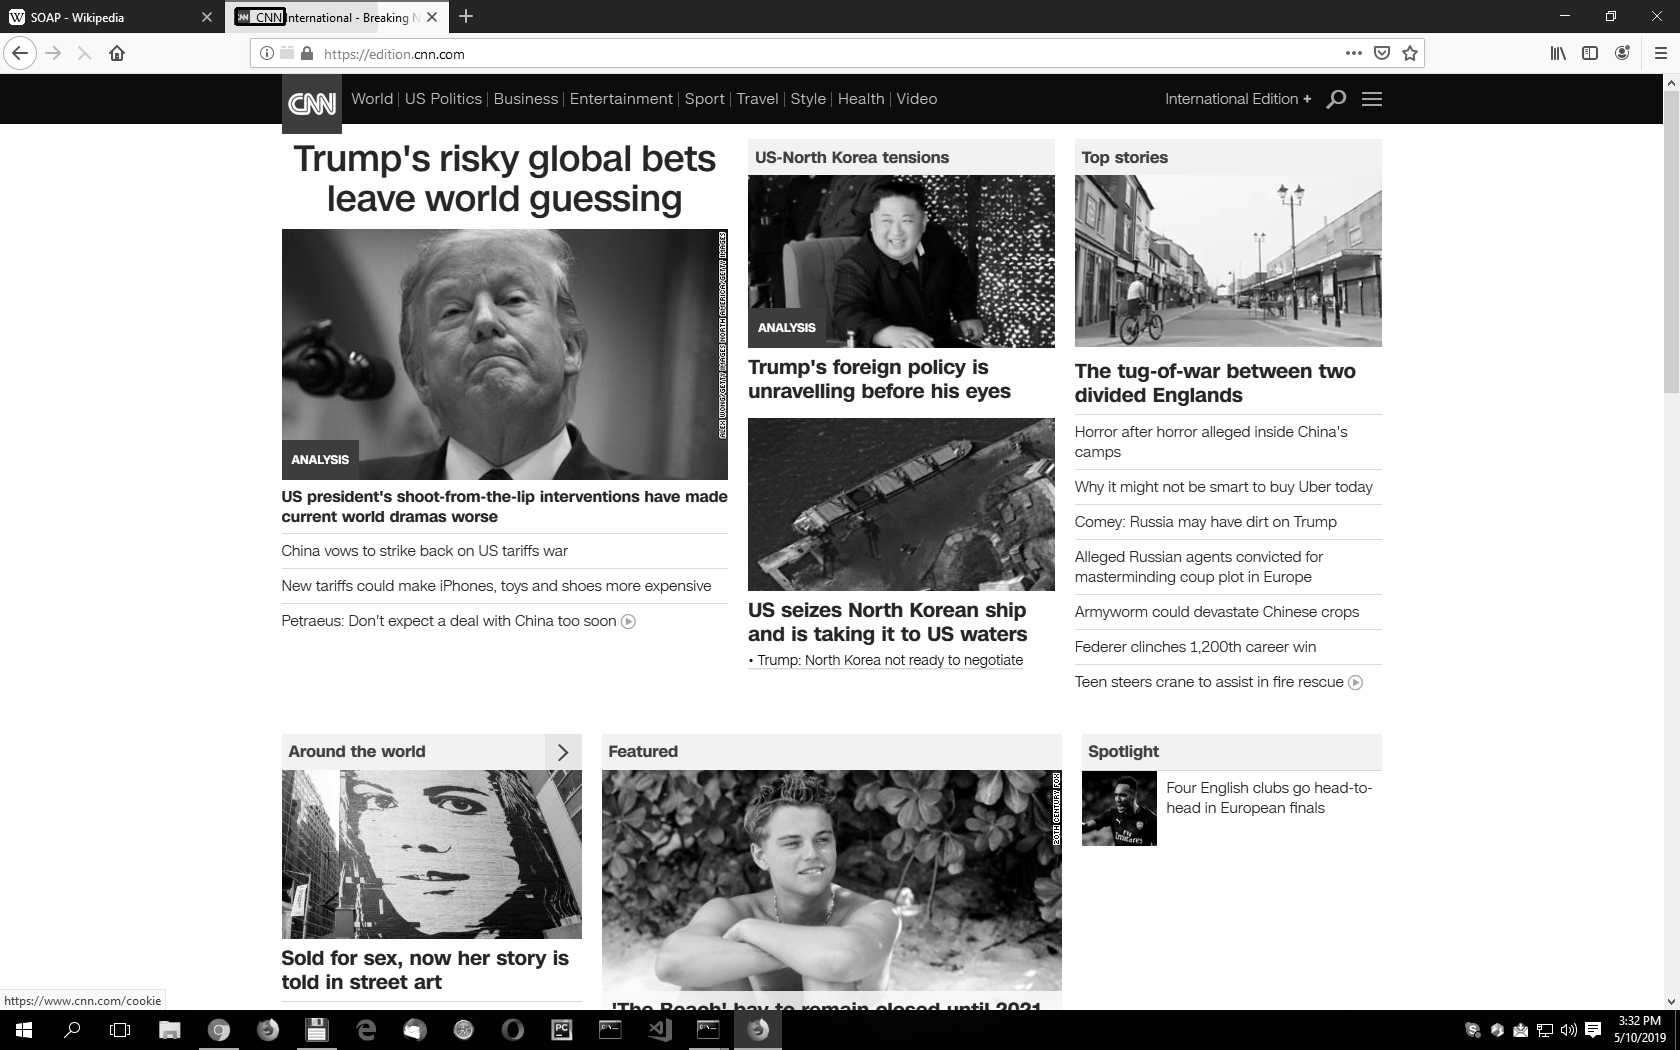 SOAP - Wikipedia
CNN International - Breaking N
https://edition.cnn.com
CNN
World | US Politics | Business | Entertainment | Sport | Travel | Style | Health | Video
International Edition +
Trump's risky global bets
leave world guessing
ALEX WONG/GETTY IMAGES NORTH AMERICA/GETTY IMAGES
ANALYSIS
US president's shoot-from-the-lip interventions have made
current world dramas worse
China vows to strike back on US tariffs war
New tariffs could make iPhones, toys and shoes more expensive
Petraeus: Don't expect a deal with China too soon
US-North Korea tensions
ANALYSIS
Trump's foreign policy is
unravelling before his eyes
US seizes North Korean ship
and is taking it to US waters
• Trump: North Korea not ready to negotiate
Top stories
The tug-of-war between two
divided Englands
Horror after horror alleged inside China's
camps
Why it might not be smart to buy Uber today
Comey: Russia may have dirt on Trump
Alleged Russian agents convicted for
masterminding coup plot in Europe
Armyworm could devastate Chinese crops
Federer clinches 1,200th career win
Teen steers crane to assist in fire rescue
Around the world
Sold for sex, now her story is
told in street art
Featured
20TH CENTURY FOX
'The Beach' bay to remain closed until 2021
Spotlight
Fly
Emirates
Four English clubs go head-to-
head in European finals
https://www.cnn.com/cookie
PC
3:32 PM
5/10/2019